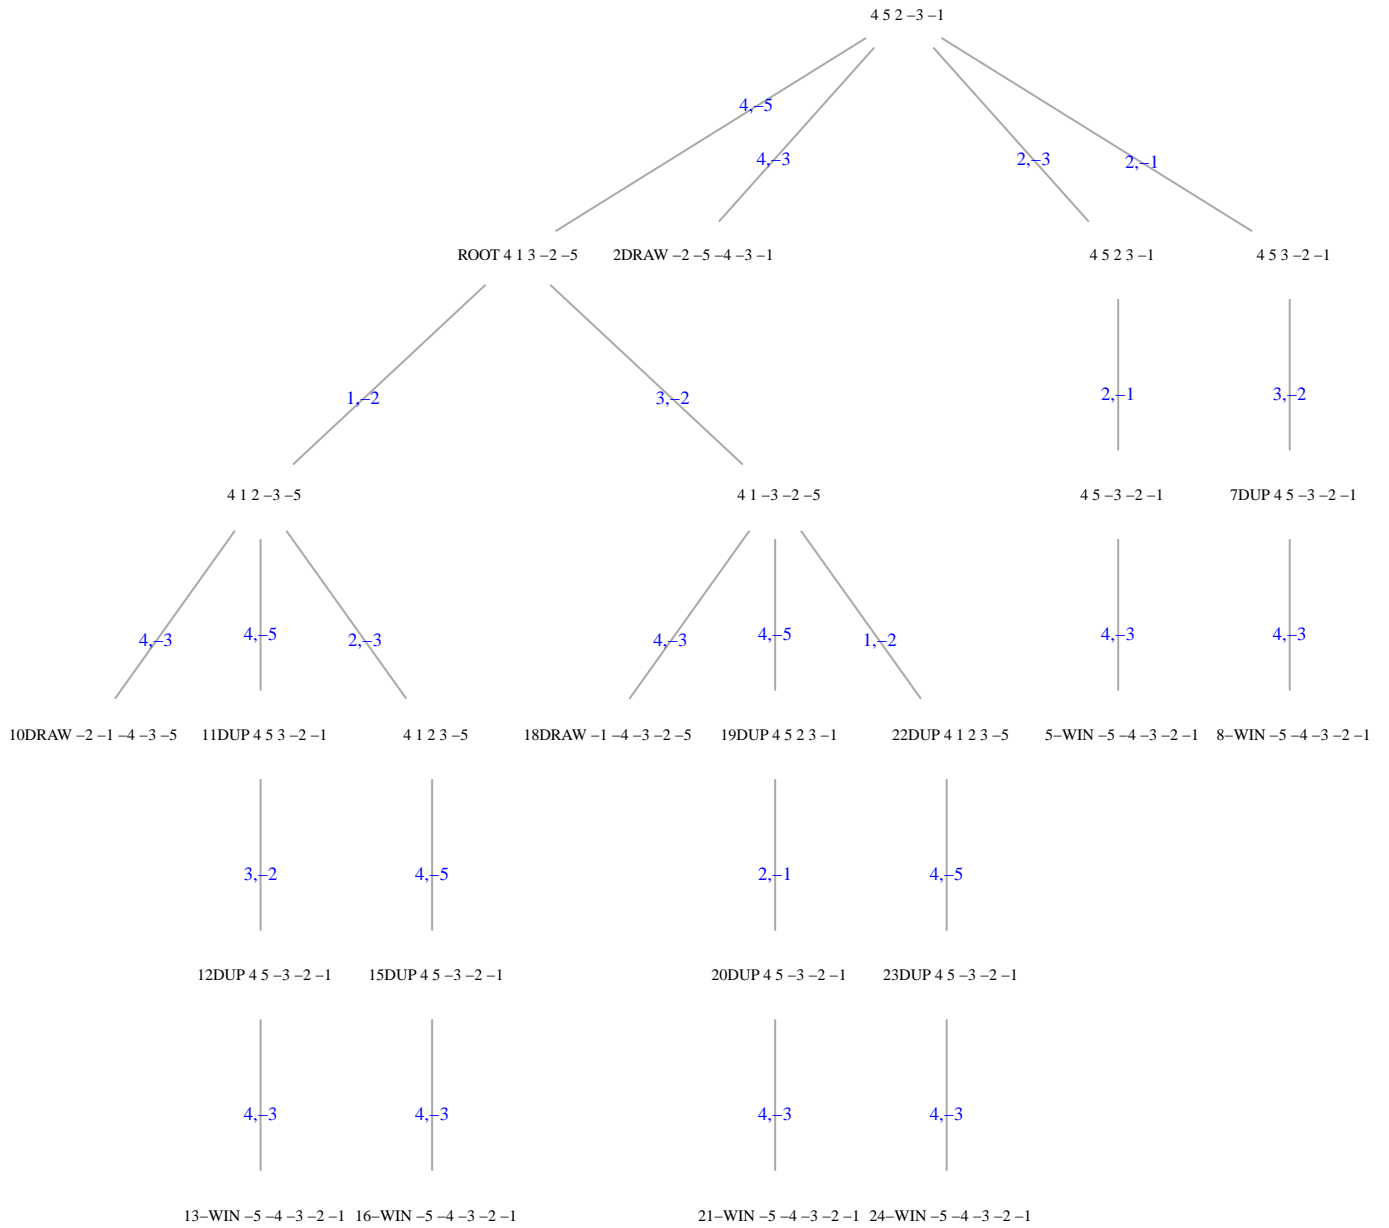 4 5 2 –3 –1
4,–5
4,–3
2,–3
2,–1
ROOT 4 1 3 –2 –5
2DRAW –2 –5 –4 –3 –1
4 5 2 3 –1
4 5 3 –2 –1
1,–2
3,–2
2,–1
3,–2
4 1 2 –3 –5
4 1 –3 –2 –5
4 5 –3 –2 –1
7DUP 4 5 –3 –2 –1
4,–3
4,–5
2,–3
4,–3
4,–5
1,–2
4,–3
4,–3
10DRAW –2 –1 –4 –3 –5
11DUP 4 5 3 –2 –1
4 1 2 3 –5
18DRAW –1 –4 –3 –2 –5
19DUP 4 5 2 3 –1
22DUP 4 1 2 3 –5
5–WIN –5 –4 –3 –2 –1
8–WIN –5 –4 –3 –2 –1
3,–2
4,–5
2,–1
4,–5
12DUP 4 5 –3 –2 –1
15DUP 4 5 –3 –2 –1
20DUP 4 5 –3 –2 –1
23DUP 4 5 –3 –2 –1
4,–3
4,–3
4,–3
4,–3
13–WIN –5 –4 –3 –2 –1
16–WIN –5 –4 –3 –2 –1
21–WIN –5 –4 –3 –2 –1
24–WIN –5 –4 –3 –2 –1